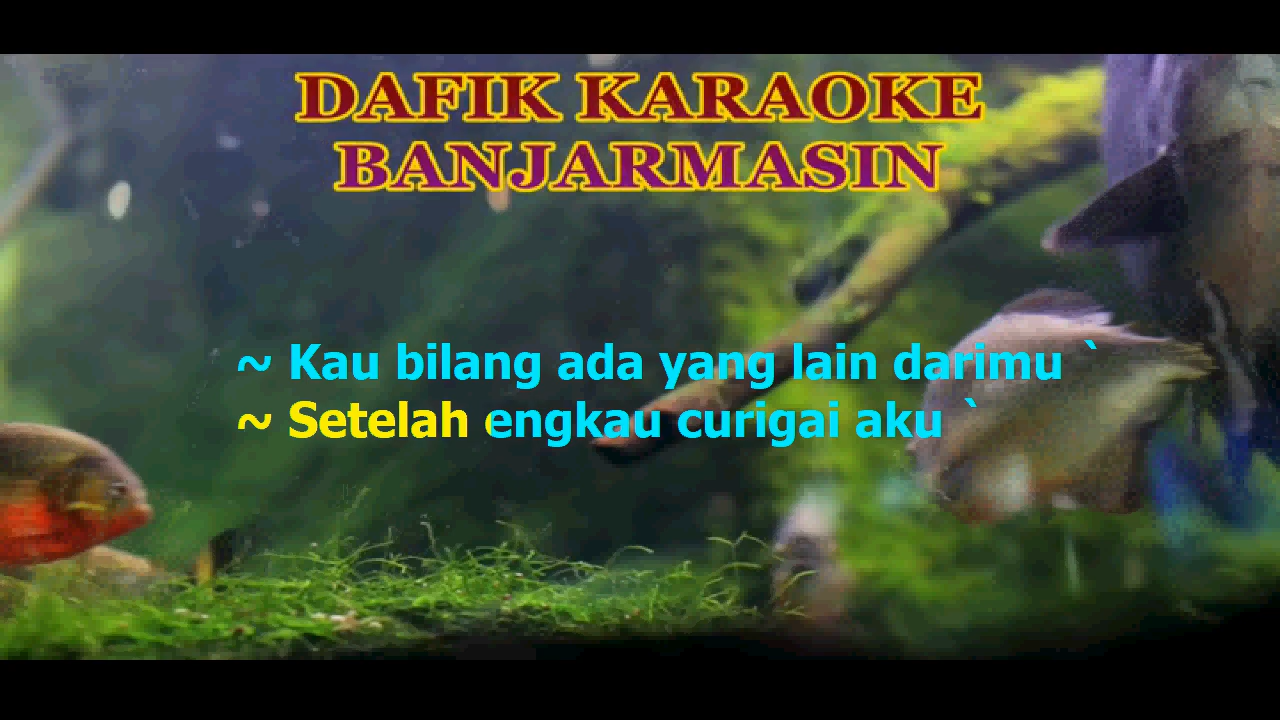 DAFIK KARAOKE
BANJARMASIN
~ Kau bilang ada yang lain darimu `
~ Setelah engkau curigai aku `